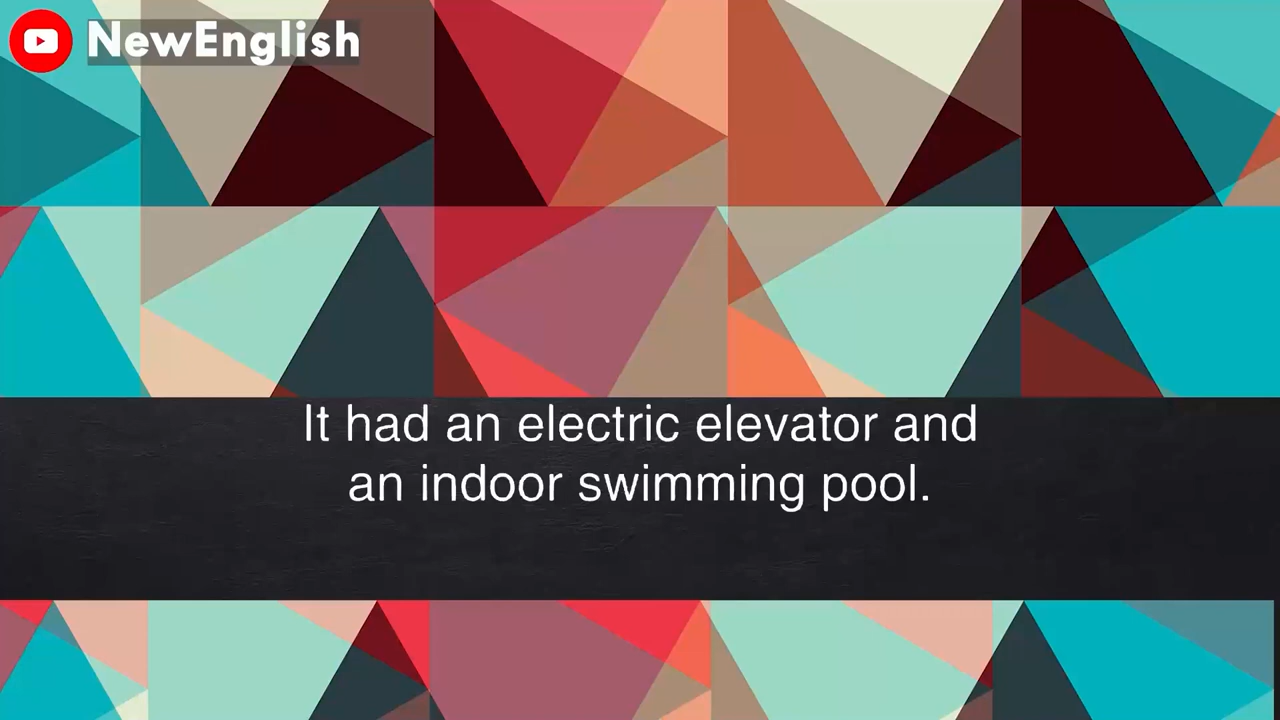 NewEnglish
It had an electric elevator and
an indoor swimming pool.